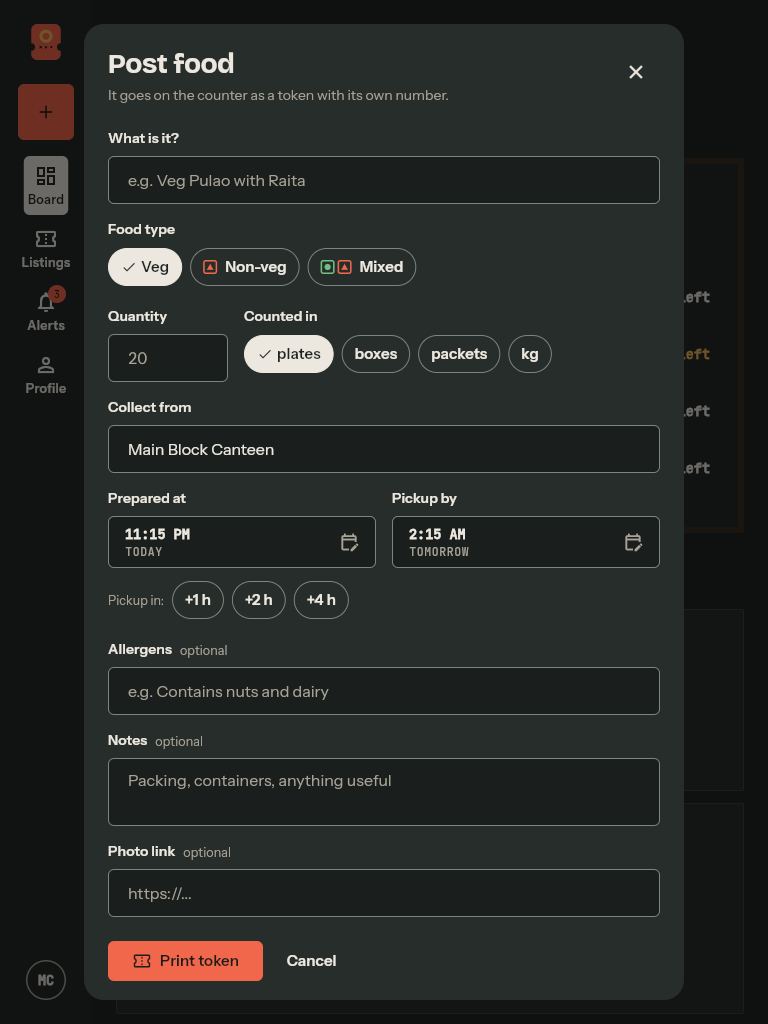 Post food
It goes on the counter as a token with its own number.
What is it?
e.g. Veg Pulao with Raita
Food type
Veg
Non-veg
Mixed
Quantity
Counted in
20
plates
boxes
packets
kg
Collect from
Main Block Canteen
Prepared at
Pickup by
11:15 PM
TODAY
2:15 AM
TOMORROW
Pickup in:
+1 h
+2 h
+4 h
Allergens optional
e.g. Contains nuts and dairy
Notes optional
Packing, containers, anything useful
Photo link optional
https://...
Print token
Cancel
Board
Listings
3
Alerts
Profile
MC
left
left
left
left